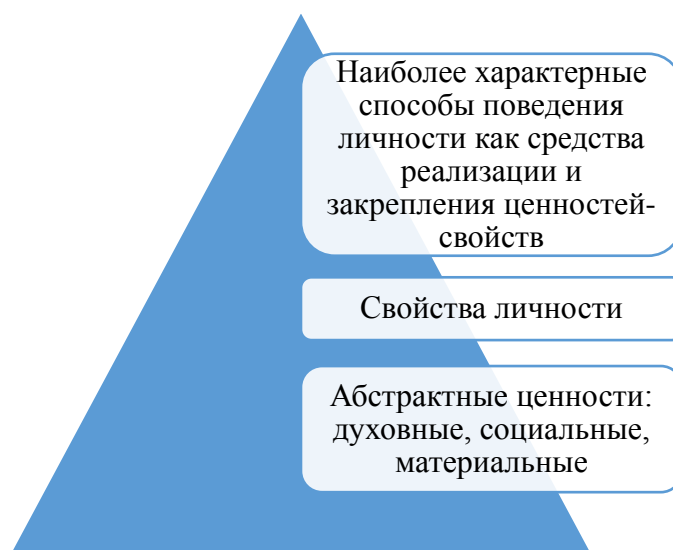 Наиболее характерные
способы поведения
личности как средства
реализации и
закрепления ценностей-
свойств
Свойства личности
Абстрактные ценности:
духовные, социальные,
материальные